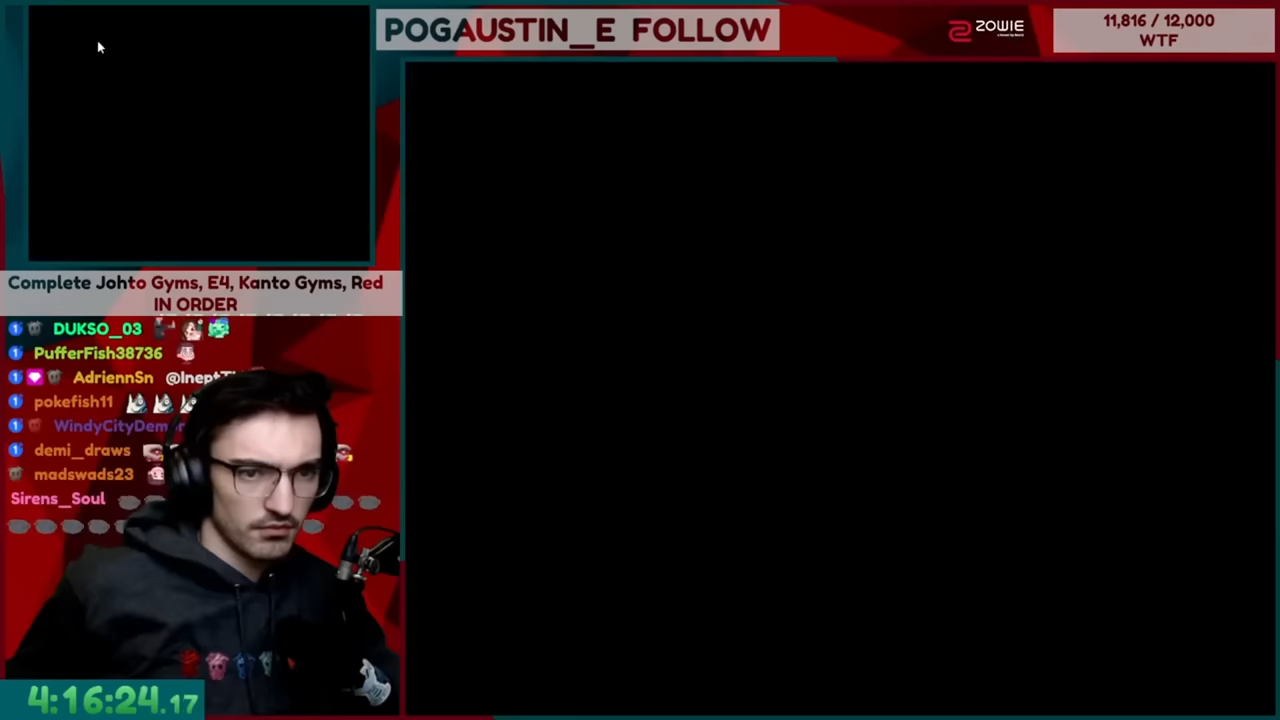 POGAUSTIN_E FOLLOW
ZOWIE
11,816 / 12,000
WTF
Complete Johto Gyms, E4, Kanto Gyms, Red
IN ORDER
DUKSO_03
PufferFish38736
AdriennSn
pokefish11
demi_draws
madswads23
Sirens_Soul
4:16:24.17